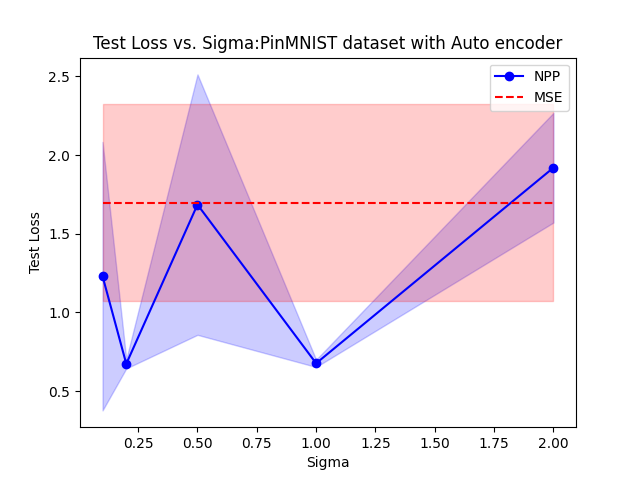 Test Loss vs. Sigma:PinMNIST dataset with Auto encoder
NPP
MSE
2.5
2.0
1.5
1.0
0.5
Test Loss
0.25 0.50 0.75 1.00 1.25 1.50 1.75 2.00
Sigma